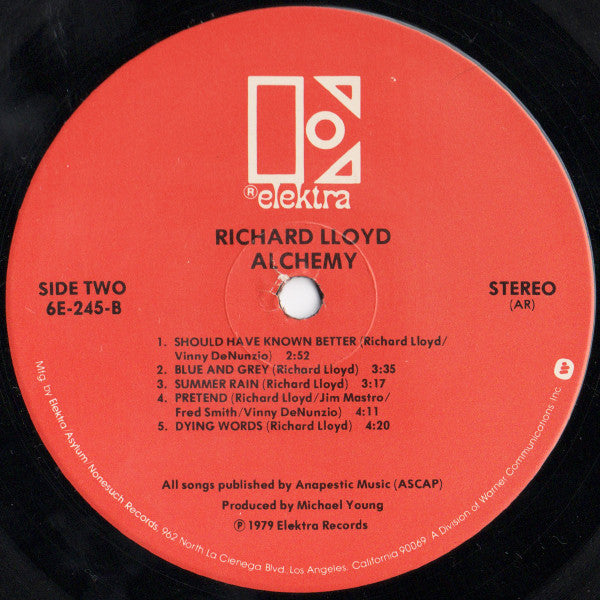 ® elektra
RICHARD LLOYD
ALCHEMY
SIDE TWO
6E-245-B
STEREO
(AR)
1. SHOULD HAVE KNOWN BETTER (Richard Lloyd/
Vinny DeNunzio) 2:52
2. BLUE AND GREY (Richard Lloyd) 3:35
3. SUMMER RAIN (Richard Lloyd) 3:17
4. PRETEND (Richard Lloyd/Jim Mastro/
Fred Smith/Vinny DeNunzio) 4:11
5. DYING WORDS (Richard Lloyd) 4:20
All songs published by Anapestic Music (ASCAP)
Produced by Michael Young
℗ 1979 Elektra Records
Mfg. by Elektra/Asylum/Nonesuch Records, 962 North La Cienega Blvd. Los Angeles, California 90069. A Division of Warner Communications Inc.